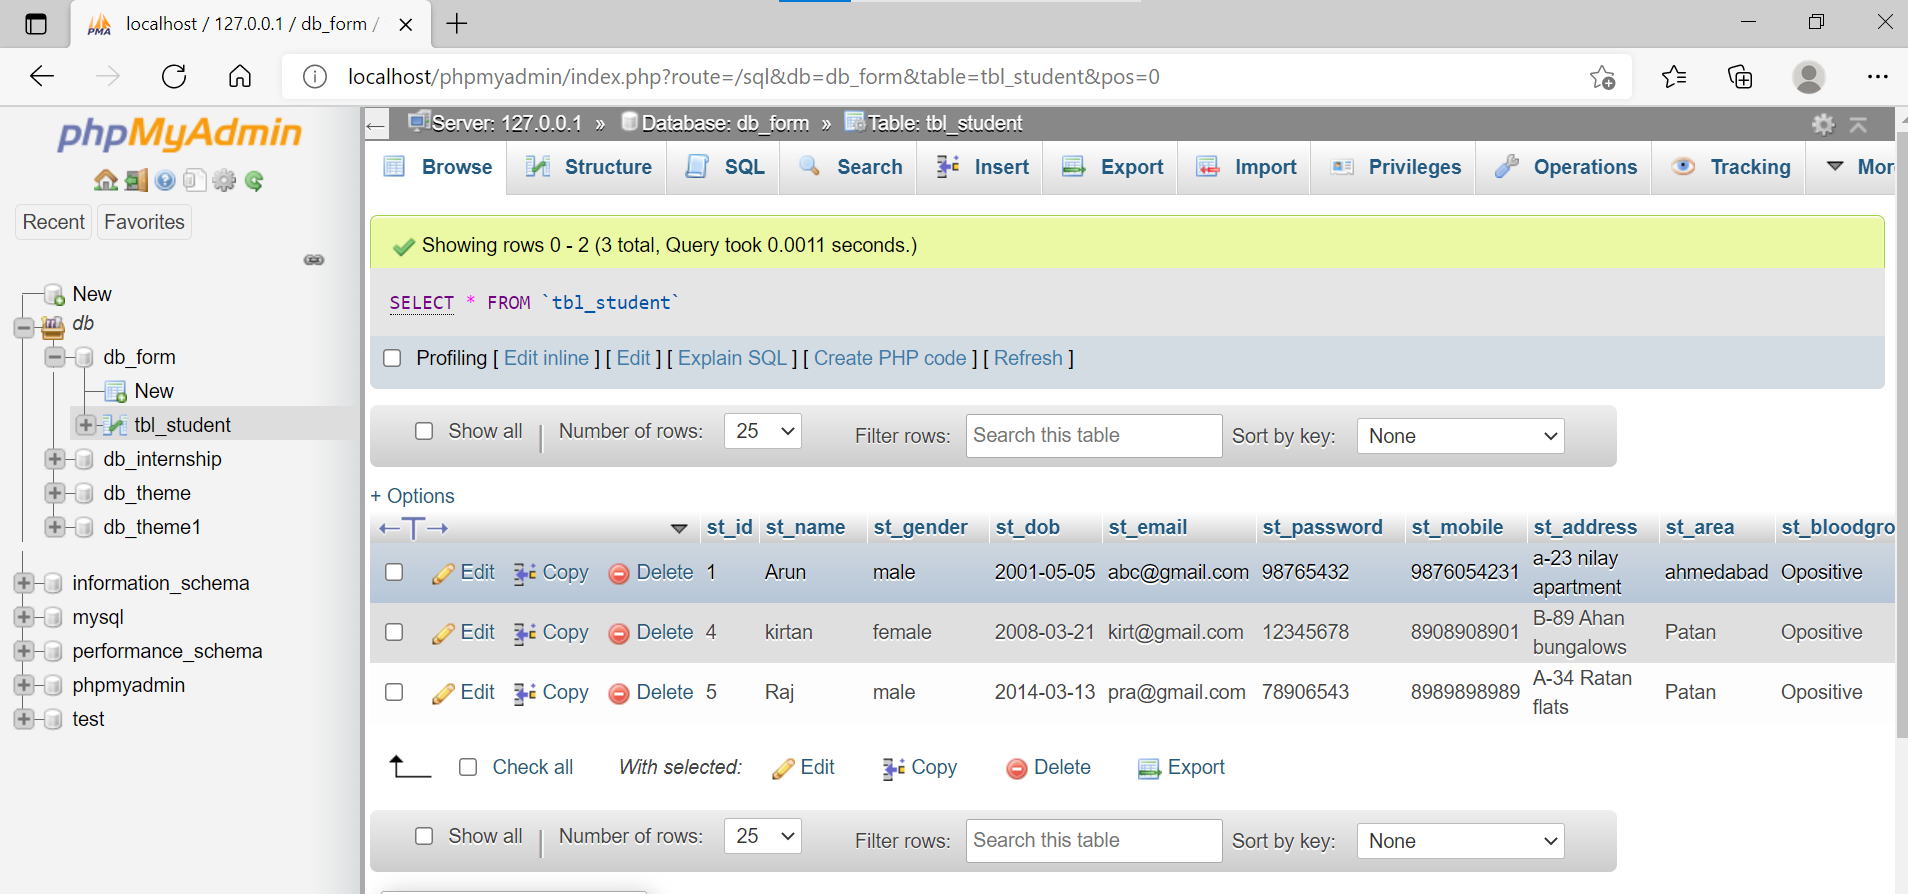 localhost / 127.0.0.1 / db_form /
localhost/phpmyadmin/index.php?route=/sql&db=db_form&table=tbl_student&pos=0
phpMyAdmin
Recent Favorites
New
db
db_form
New
tbl_student
db_internship
db_theme
db_theme1
information_schema
mysql
performance_schema
phpmyadmin
test
Server: 127.0.0.1 » Database: db_form » Table: tbl_student
Browse Structure SQL Search Insert Export Import Privileges Operations Tracking Mor
Showing rows 0 - 2 (3 total, Query took 0.0011 seconds.)
SELECT * FROM `tbl_student`
Profiling [ Edit inline ] [ Edit ] [ Explain SQL ] [ Create PHP code ] [ Refresh ]
Show all | Number of rows: 25 Filter rows: Search this table Sort by key: None
+ Options
←T→ st_id st_name st_gender st_dob st_email st_password st_mobile st_address st_area st_bloodgro
Edit Copy Delete 1 Arun male 2001-05-05 abc@gmail.com 98765432 9876054231 a-23 nilay apartment ahmedabad Opositive
Edit Copy Delete 4 kirtan female 2008-03-21 kirt@gmail.com 12345678 8908908901 B-89 Ahan bungalows Patan Opositive
Edit Copy Delete 5 Raj male 2014-03-13 pra@gmail.com 78906543 8989898989 A-34 Ratan flats Patan Opositive
Check all With selected: Edit Copy Delete Export
Show all | Number of rows: 25 Filter rows: Search this table Sort by key: None